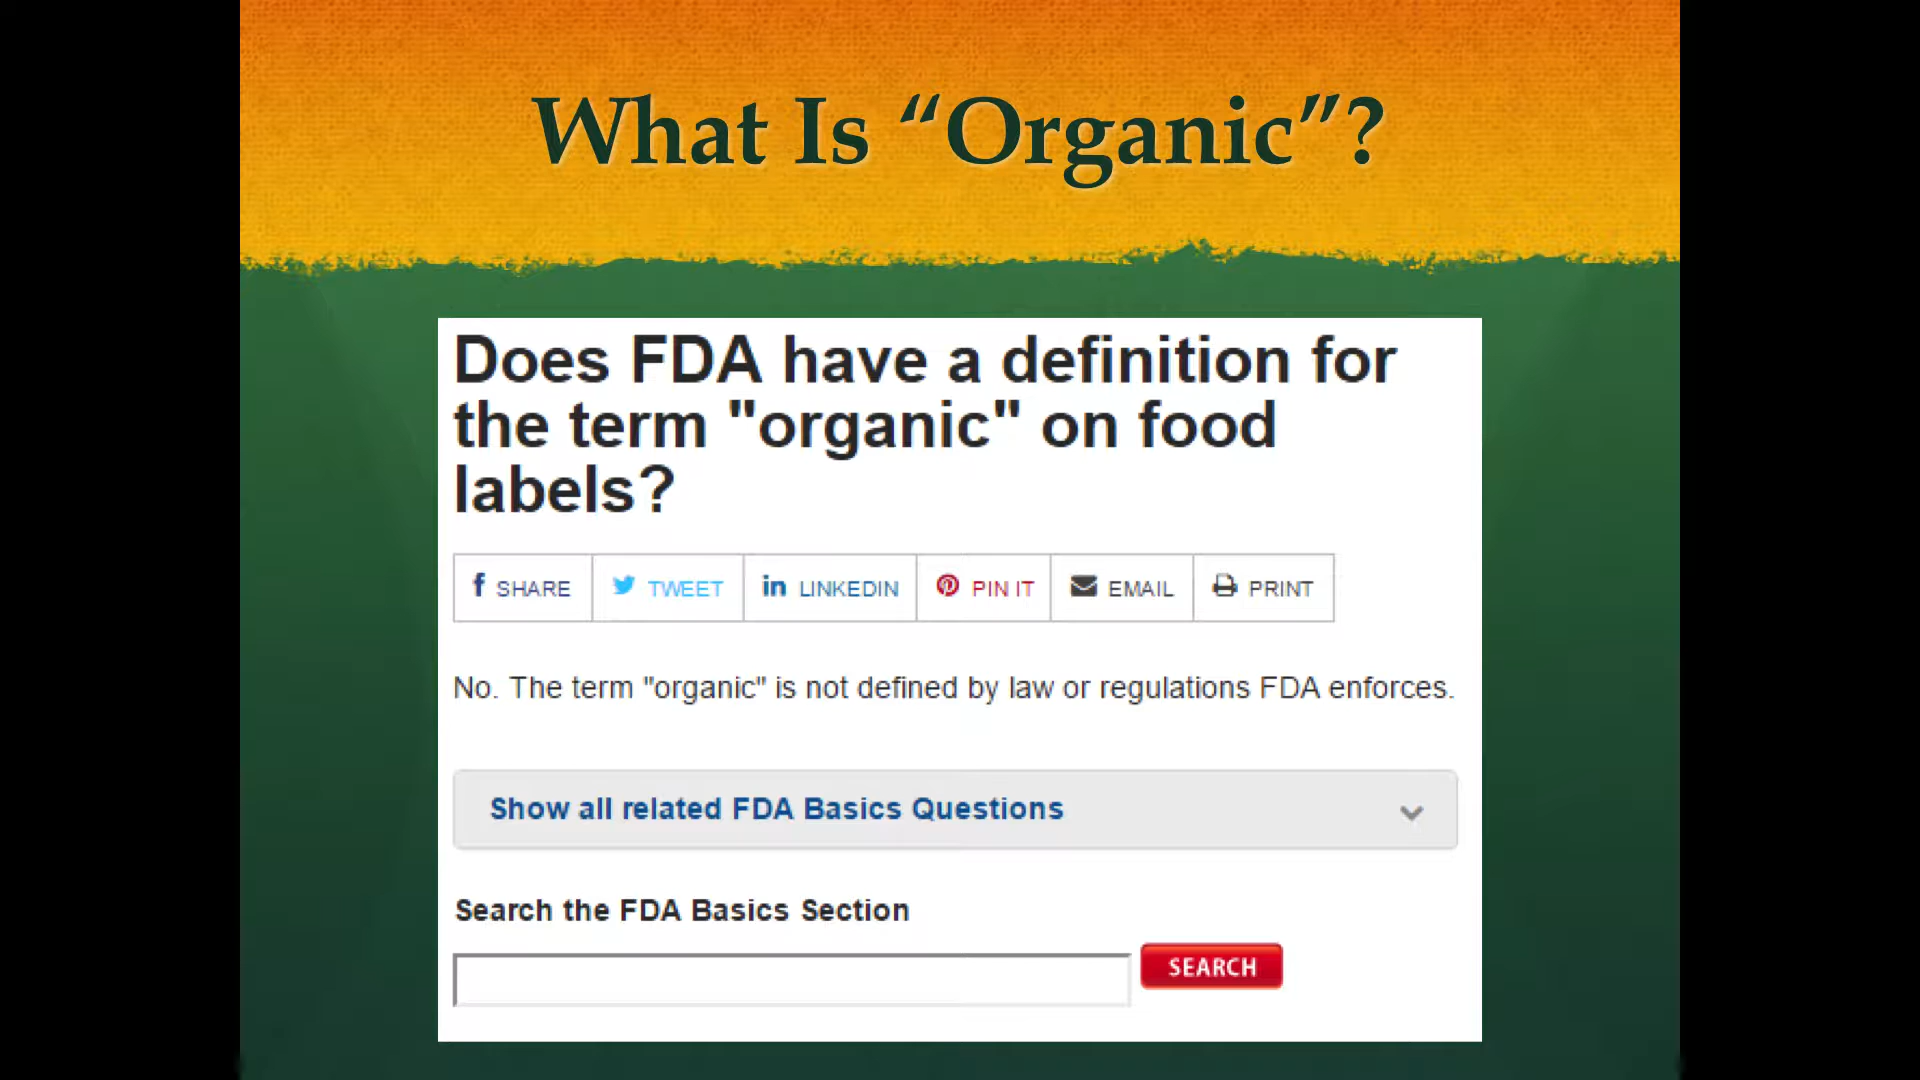 What Is “Organic”?
Does FDA have a definition for
the term "organic" on food
labels?
SHARE TWEET LINKEDIN PIN IT EMAIL PRINT
No. The term "organic" is not defined by law or regulations FDA enforces.
Show all related FDA Basics Questions
Search the FDA Basics Section
SEARCH